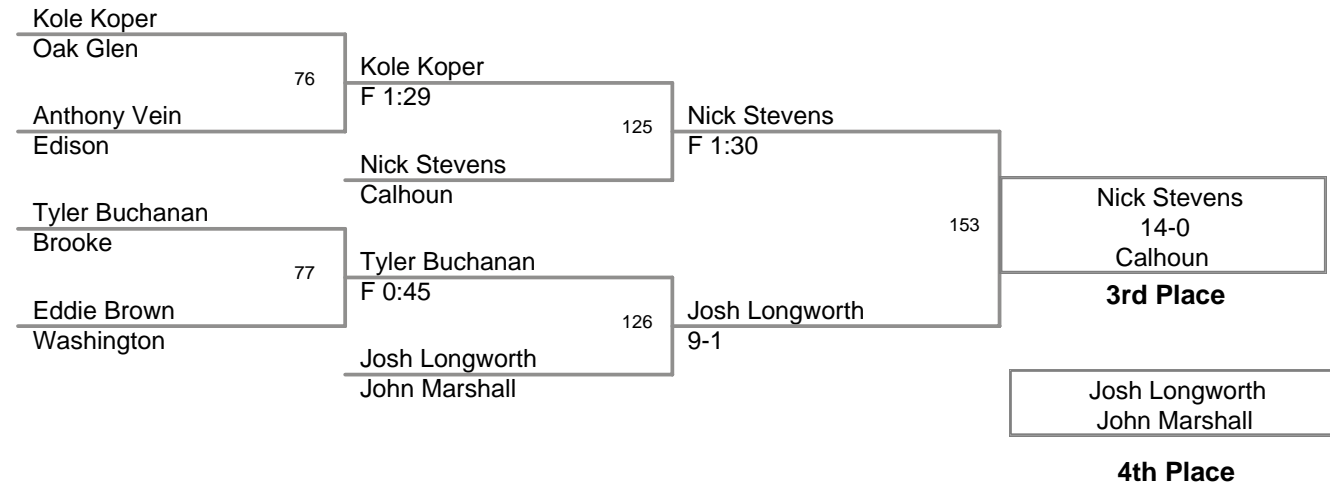 Kole Koper
Oak Glen
76
Anthony Vein
Edison
Tyler Buchanan
Brooke
77
Eddie Brown
Washington
Kole Koper
F 1:29
125
Nick Stevens
Calhoun
Tyler Buchanan
F 0:45
126
Josh Longworth
John Marshall
Nick Stevens
F 1:30
153
Josh Longworth
9-1
Nick Stevens
14-0
Calhoun
3rd Place
Josh Longworth
John Marshall
4th Place